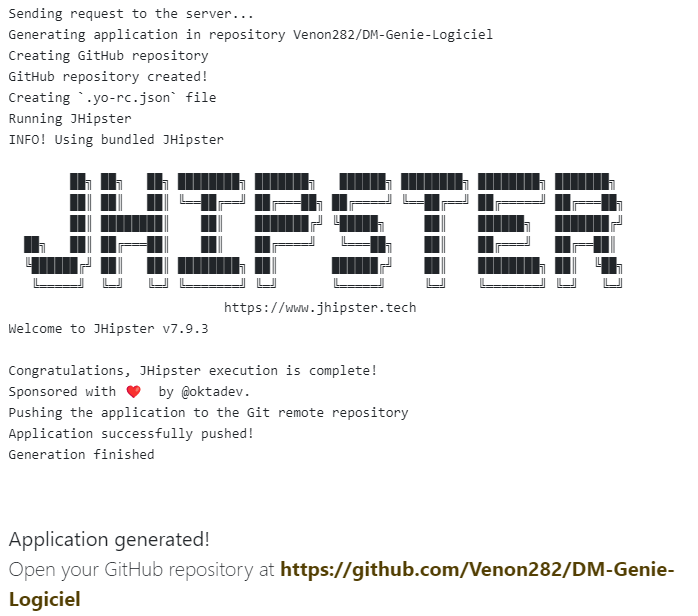 Sending request to the server...
Generating application in repository Venon282/DM-Genie-Logiciel
Creating GitHub repository
GitHub repository created!
Creating `.yo-rc.json` file
Running JHipster
INFO! Using bundled JHipster
JHIPSTER
https://www.jhipster.tech
Welcome to JHipster v7.9.3
Congratulations, JHipster execution is complete!
Sponsored with ❤️ by @oktadev.
Pushing the application to the Git remote repository
Application successfully pushed!
Generation finished
Application generated!
Open your GitHub repository at https://github.com/Venon282/DM-Genie-
Logiciel